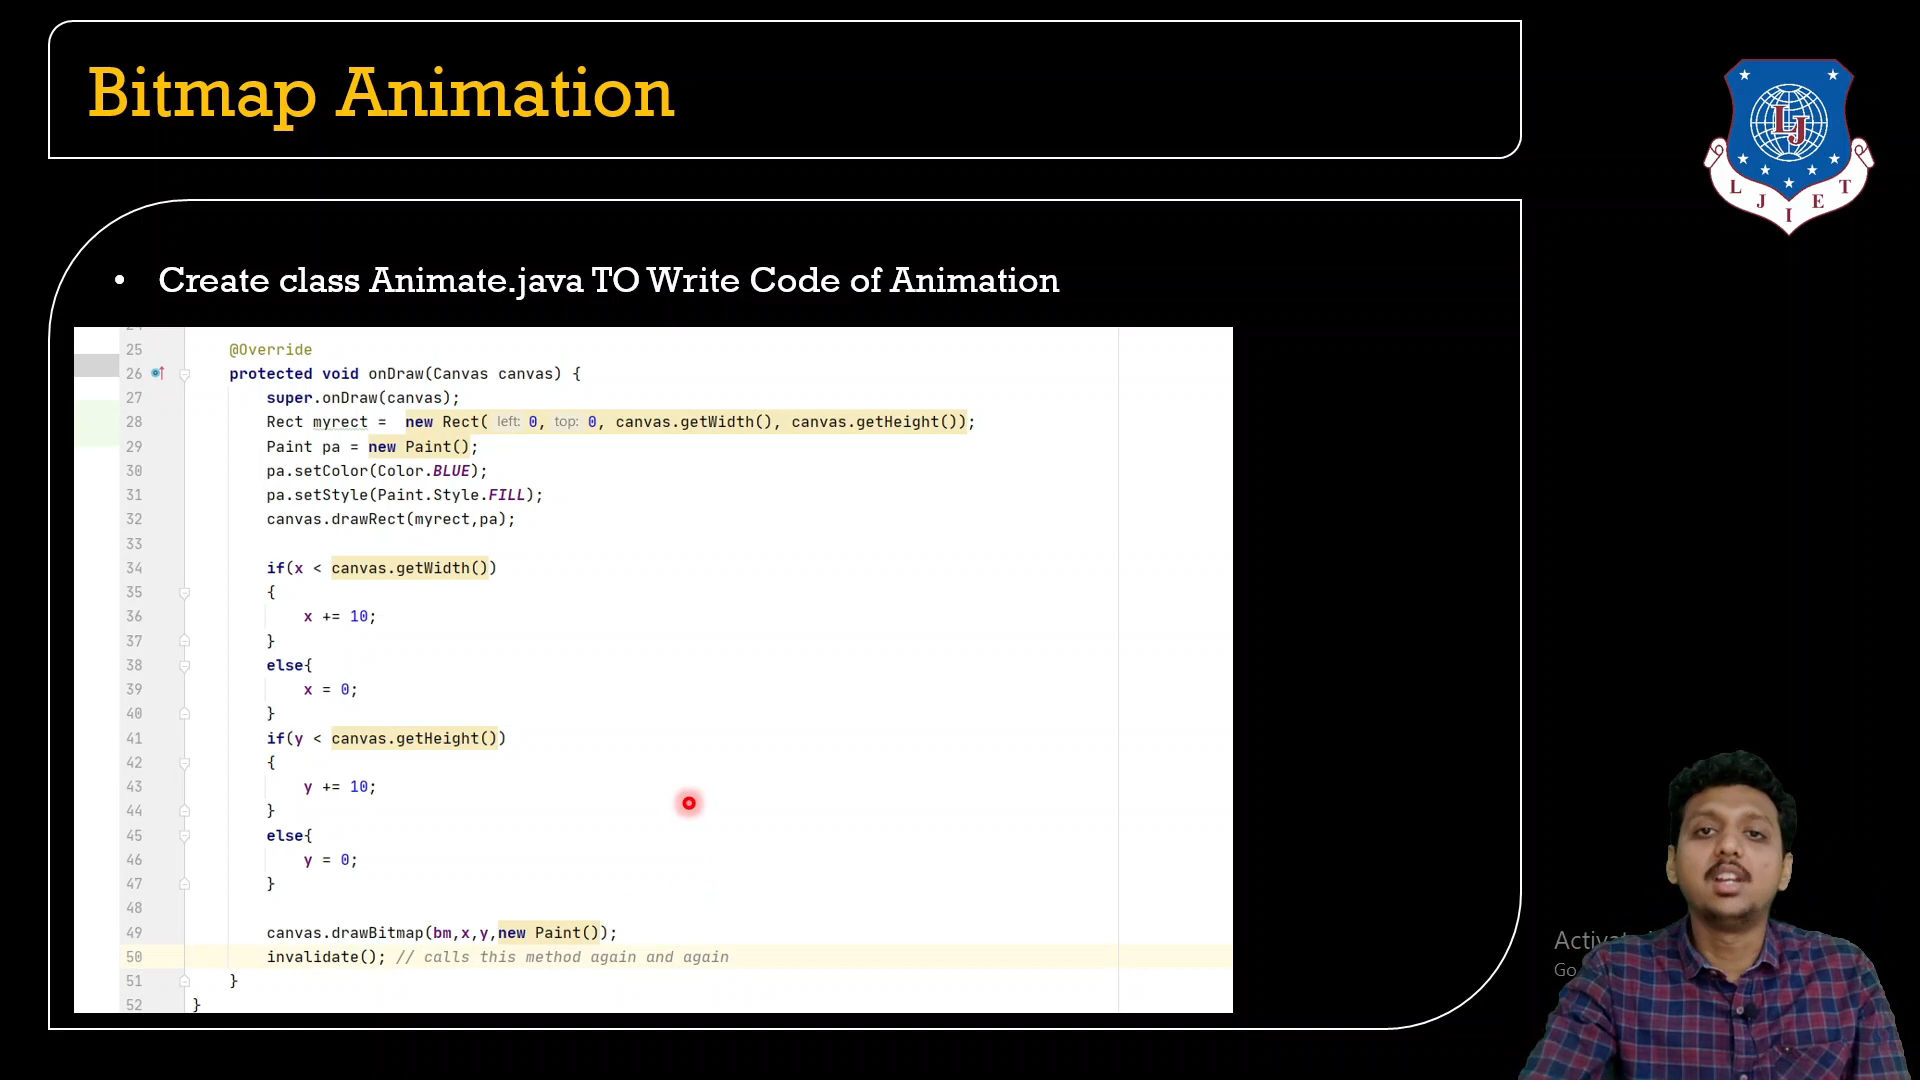 Bitmap Animation
L J I E T
LJ
• Create class Animate.java TO Write Code of Animation
25 @Override
26 protected void onDraw(Canvas canvas) {
27 super.onDraw(canvas);
28 Rect myrect = new Rect( left: 0, top: 0, canvas.getWidth(), canvas.getHeight());
29 Paint pa = new Paint();
30 pa.setColor(Color.BLUE);
31 pa.setStyle(Paint.Style.FILL);
32 canvas.drawRect(myrect,pa);
33
34 if(x < canvas.getWidth())
35 {
36 x += 10;
37 }
38 else{
39 x = 0;
40 }
41 if(y < canvas.getHeight())
42 {
43 y += 10;
44 }
45 else{
46 y = 0;
47 }
48
49 canvas.drawBitmap(bm,x,y,new Paint());
50 invalidate(); // calls this method again and again
51 }
52 }
Go